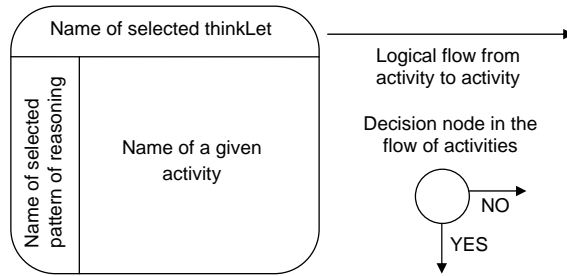 Name of selected thinkLet
Name of selected
pattern of reasoning
Name of a given
activity
Logical flow from
activity to activity
Decision node in the
flow of activities
NO
YES